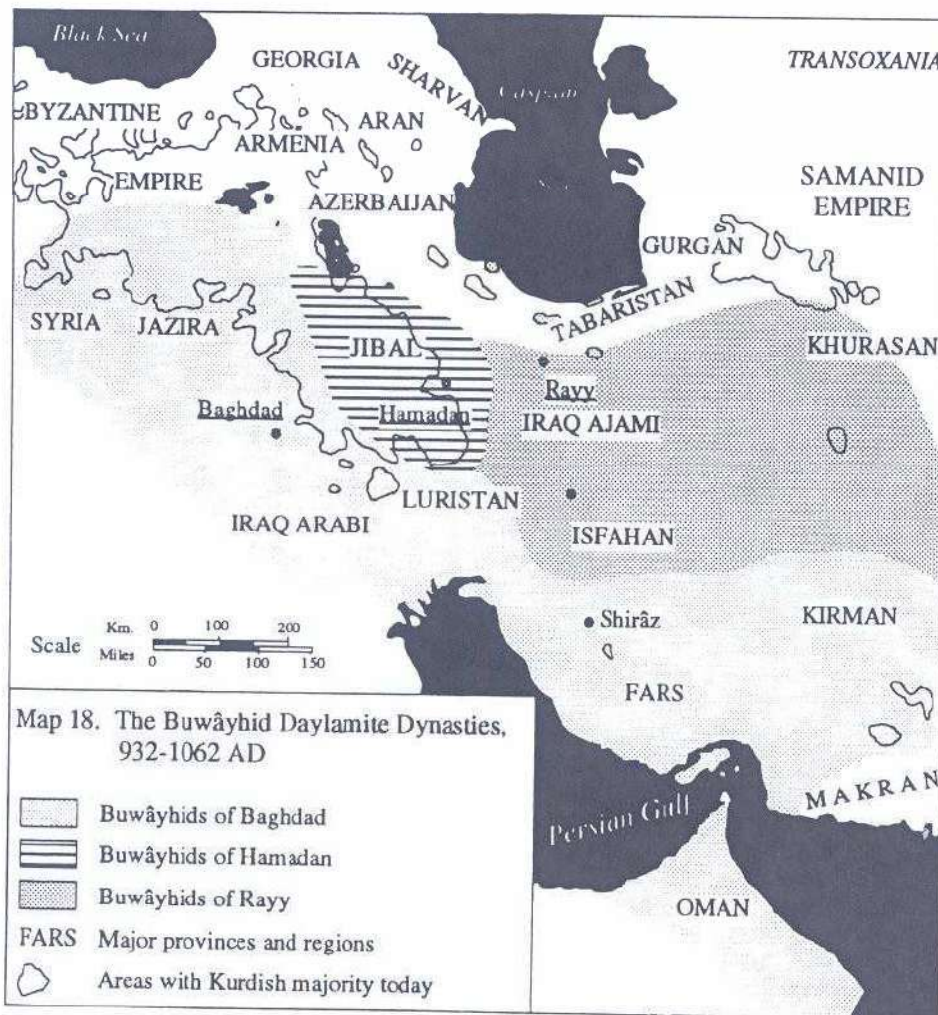 Black Sea
GEORGIA
SHARVAN
Caspian
Sea
TRANSOXANIA
BYZANTINE
EMPIRE
ARMENIA
ARAN
AZERBAIJAN
SAMANID
EMPIRE
GURGAN
TABARISTAN
KHURASAN
SYRIA
JAZIRA
JIBAL
Rayy
IRAQ AJAMI
Baghdad
Hamadan
LURISTAN
IRAQ ARABI
ISFAHAN
Shirâz
KIRMAN
FARS
Scale
Km. 0 100 200
Miles 0 50 100 150
MAKRAN
Persian Gulf
OMAN
Map 18. The Buwâyhid Daylamite Dynasties,
932-1062 AD
Buwâyhids of Baghdad
Buwâyhids of Hamadan
Buwâyhids of Rayy
FARS Major provinces and regions
Areas with Kurdish majority today